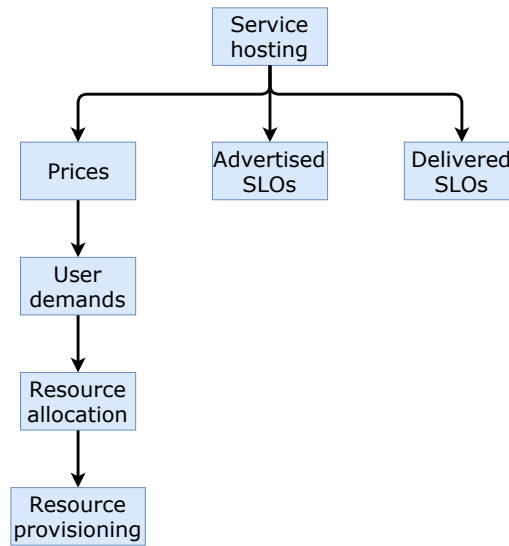 Service
hosting
Prices
Advertised
SLOs
Delivered
SLOs
User
demands
Resource
allocation
Resource
provisioning